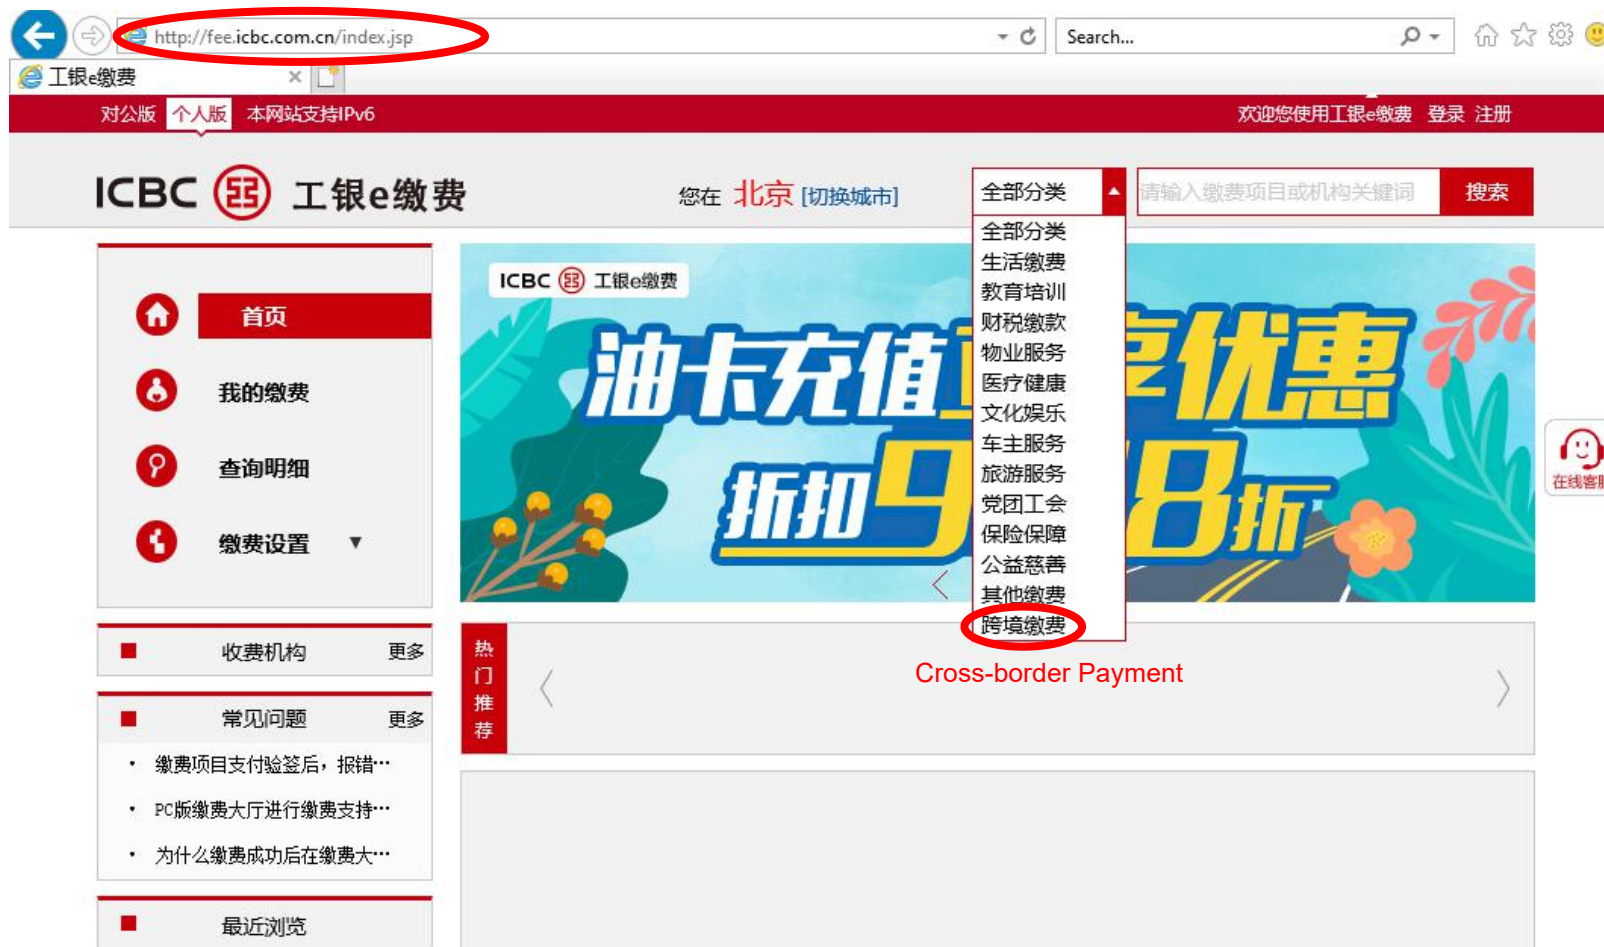 http://fee.icbc.com.cn/index.jsp
Search...
工银e缴费
对公版 个人版 本网站支持IPv6
欢迎您使用工银e缴费 登录 注册
ICBC 工银e缴费
您在 北京 [切换城市]
全部分类
请输入缴费项目或机构关键词
搜索
全部分类
生活缴费
教育培训
财税缴款
物业服务
医疗健康
文化娱乐
车主服务
旅游服务
党团工会
保险保障
公益慈善
其他缴费
跨境缴费
Cross-border Payment
首页
我的缴费
查询明细
缴费设置 ▼
ICBC 工银e缴费
油卡充值 优惠
折扣9 8折
在线客服
收费机构 更多
常见问题 更多
• 缴费项目支付验签后，报错…
• PC版缴费大厅进行缴费支持…
• 为什么缴费成功后在缴费大…
最近浏览
热门推荐